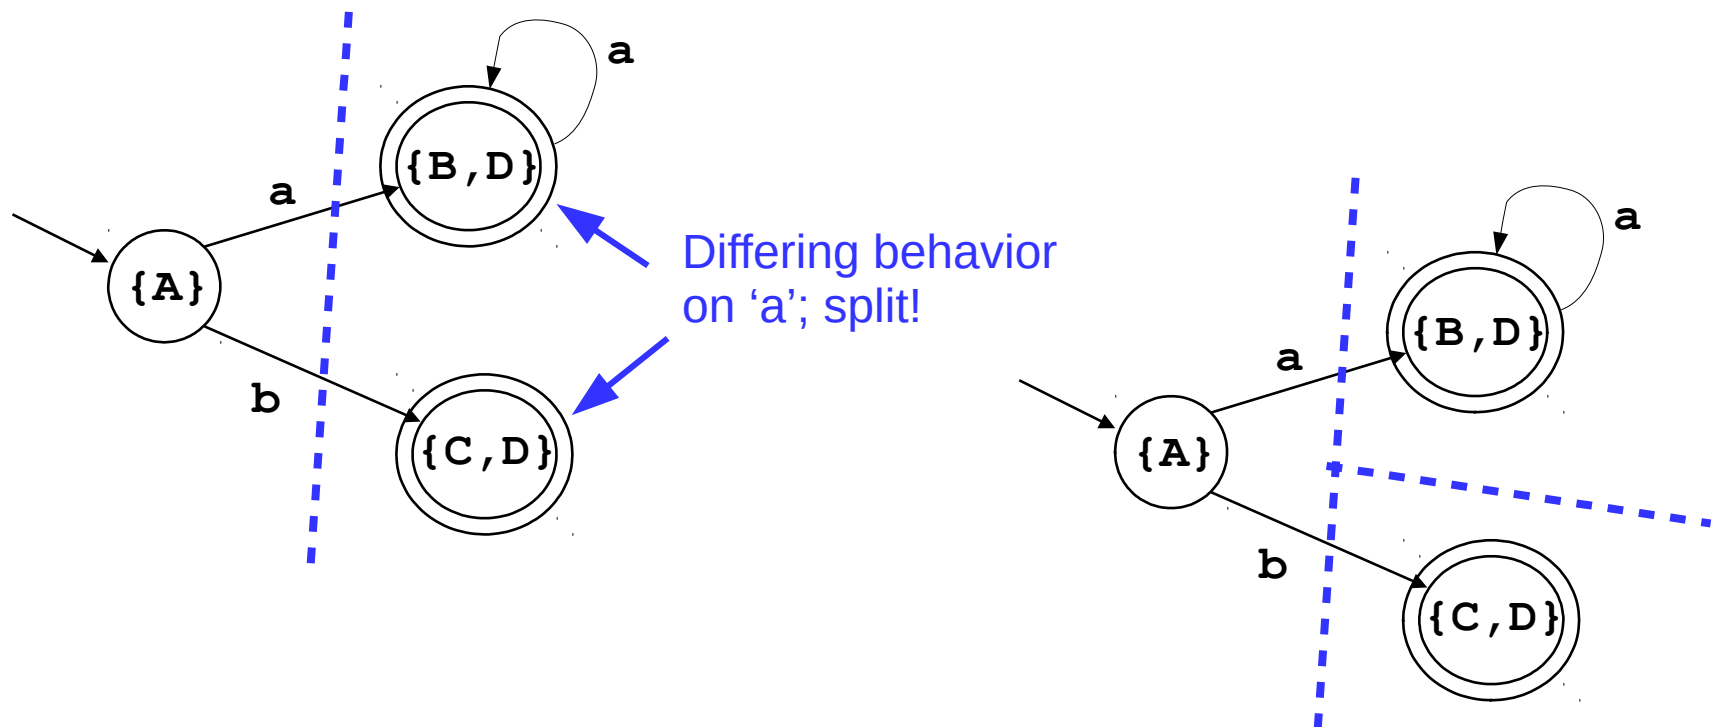 a
{B,D}
a
{A}
b
{C,D}
Differing behavior
on ‘a’; split!
a
{B,D}
a
{A}
b
{C,D}